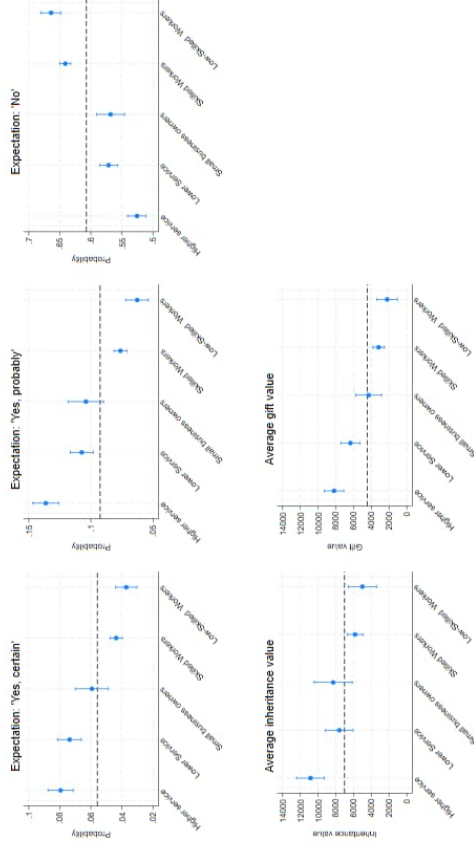 Expectation: 'Yes, certain'
Probability
.1
.08
.06
.04
.02
Higher service
Lower Service
Small business owners
Skilled Workers
Low-Skilled Workers
Expectation: 'Yes, probably'
Probability
.15
.1
.05
Higher service
Lower Service
Small business owners
Skilled Workers
Low-Skilled Workers
Expectation: 'No'
Probability
.7
.65
.6
.55
.5
Higher service
Lower Service
Small business owners
Skilled Workers
Low-Skilled Workers
Average inheritance value
Inheritance value
14000
12000
10000
8000
6000
4000
2000
0
Higher service
Lower Service
Small business owners
Skilled Workers
Low-Skilled Workers
Average gift value
Gift value
14000
12000
10000
8000
6000
4000
2000
0
Higher service
Lower Service
Small business owners
Skilled Workers
Low-Skilled Workers